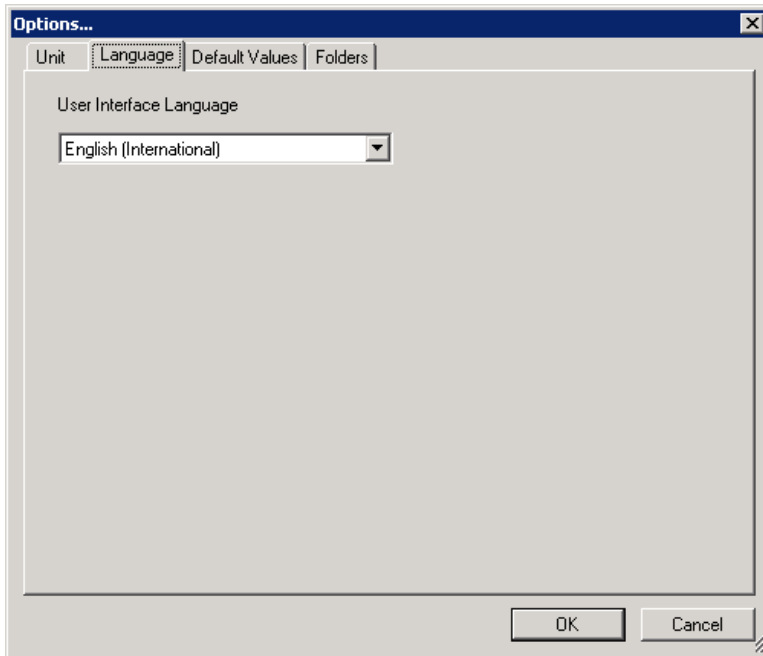 Options...
Unit Language Default Values Folders
User Interface Language
English (International)
OK Cancel